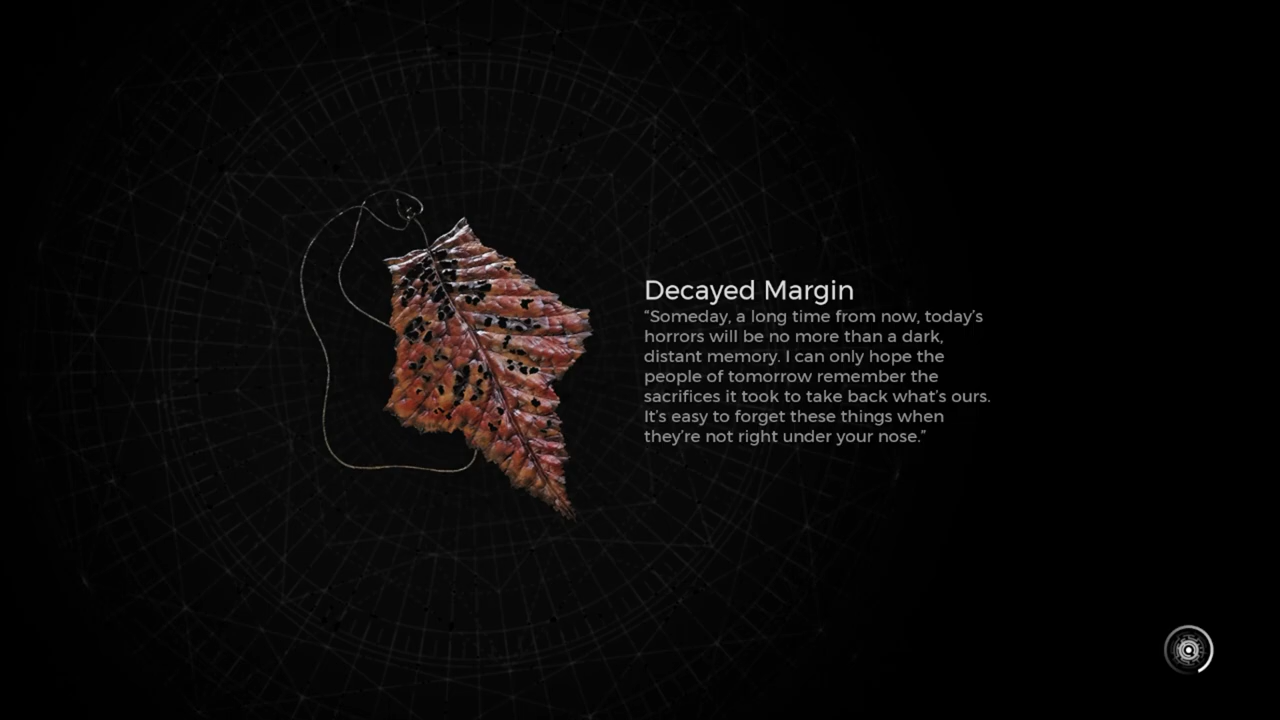 Decayed Margin
“Someday, a long time from now, today’s
horrors will be no more than a dark,
distant memory. I can only hope the
people of tomorrow remember the
sacrifices it took to take back what’s ours.
It’s easy to forget these things when
they’re not right under your nose.”